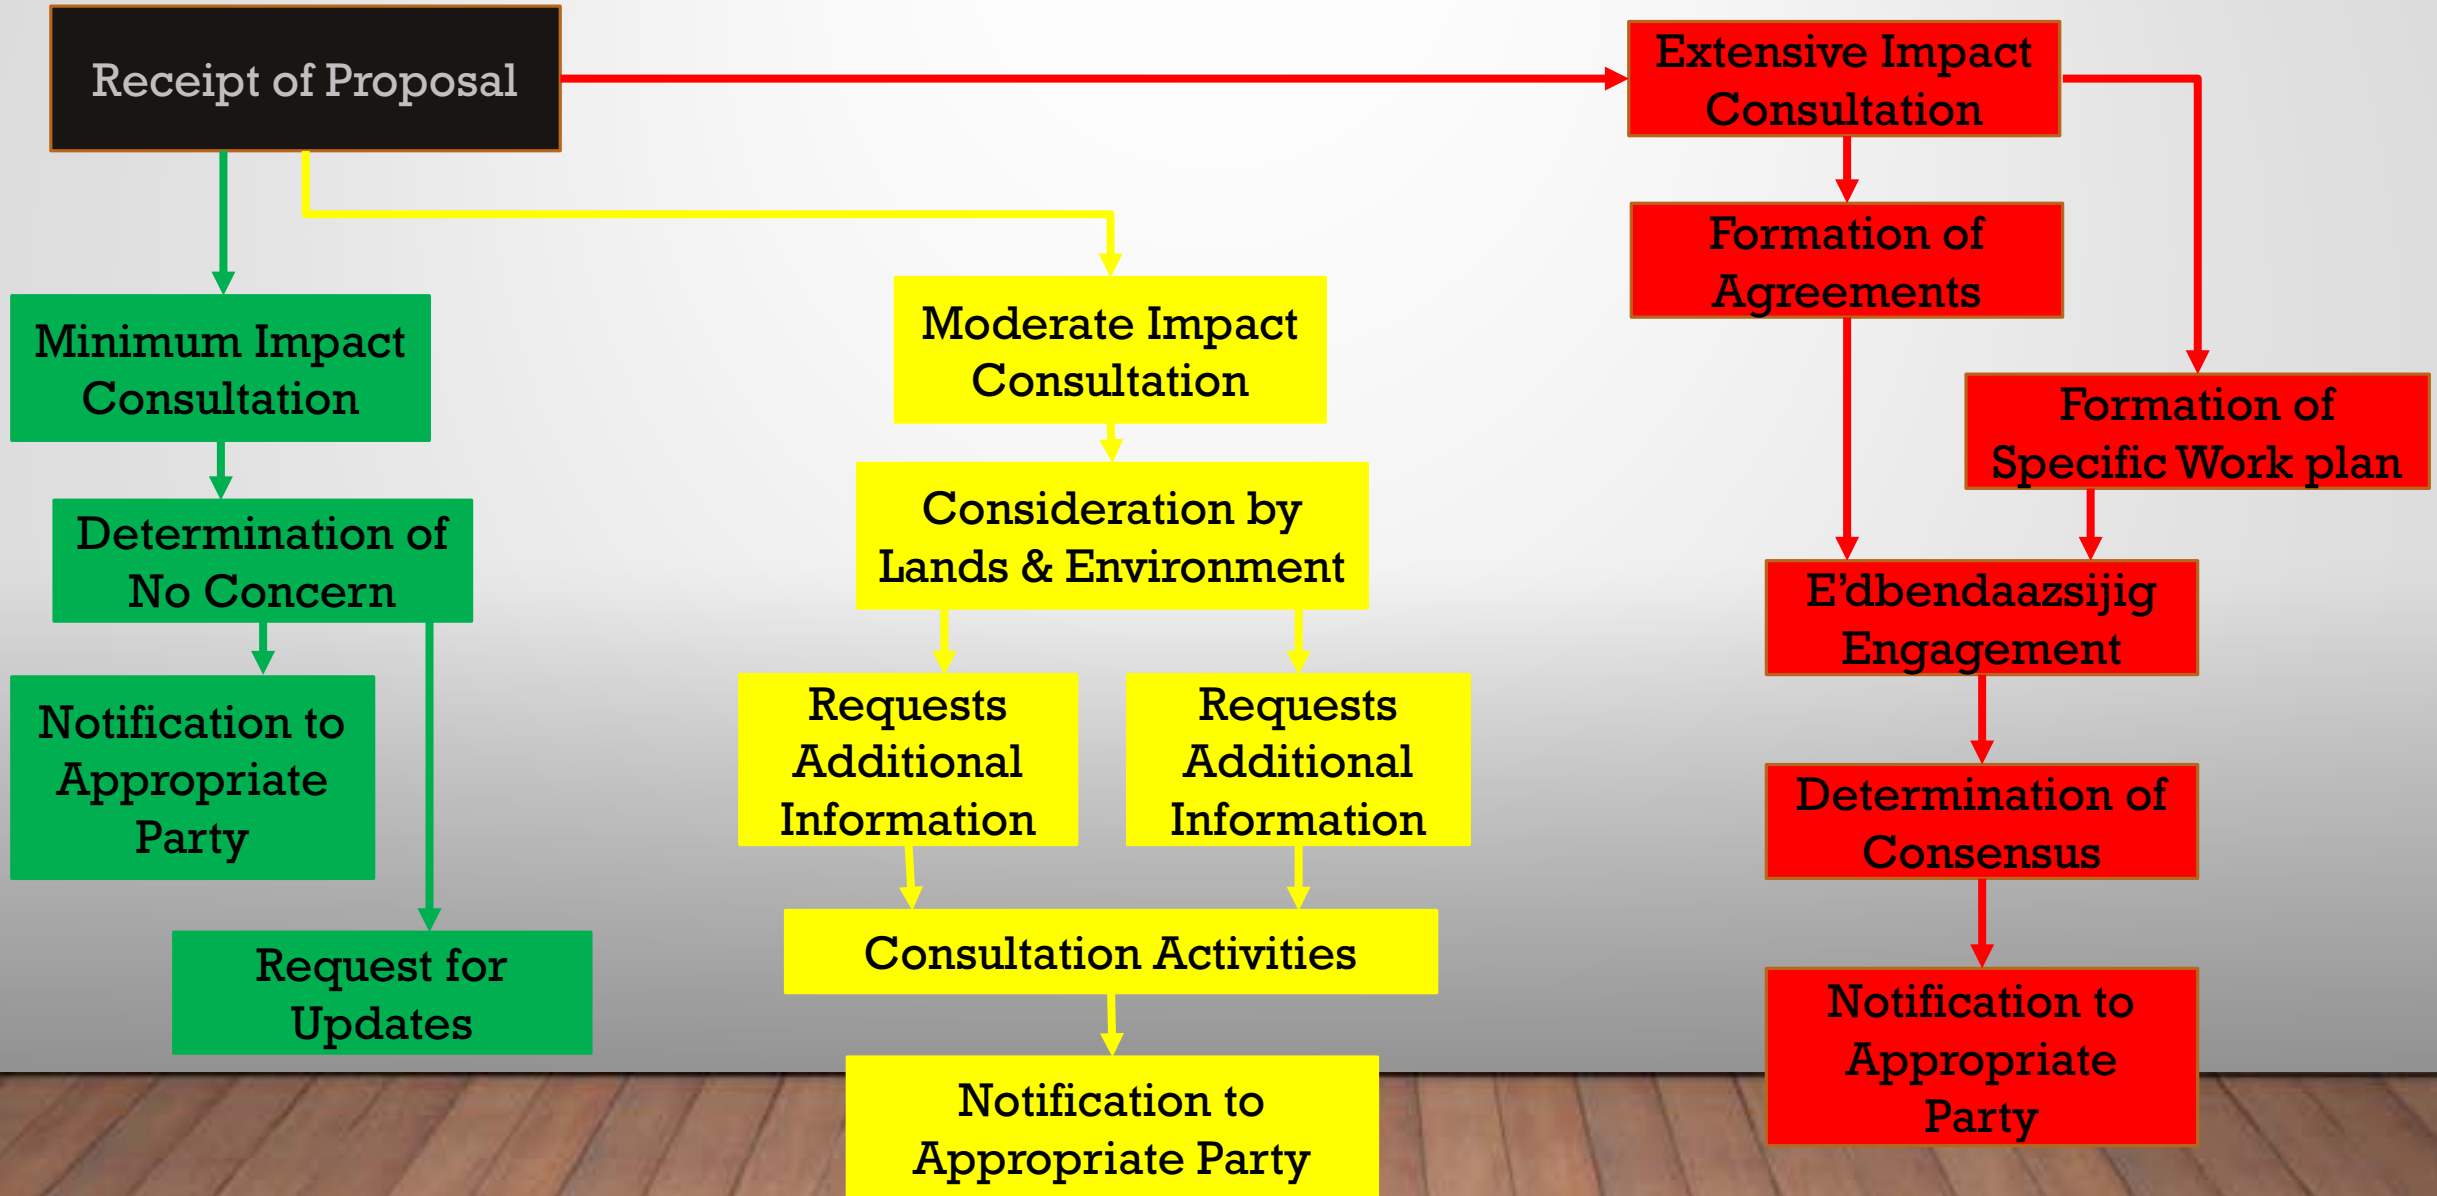 Receipt of Proposal
Extensive Impact
Consultation
Formation of
Agreements
Formation of
Specific Work plan
E’dbendaazsijig
Engagement
Determination of
Consensus
Notification to
Appropriate
Party
Minimum Impact
Consultation
Determination of
No Concern
Notification to
Appropriate
Party
Request for
Updates
Moderate Impact
Consultation
Consideration by
Lands & Environment
Requests
Additional
Information
Requests
Additional
Information
Consultation Activities
Notification to
Appropriate Party